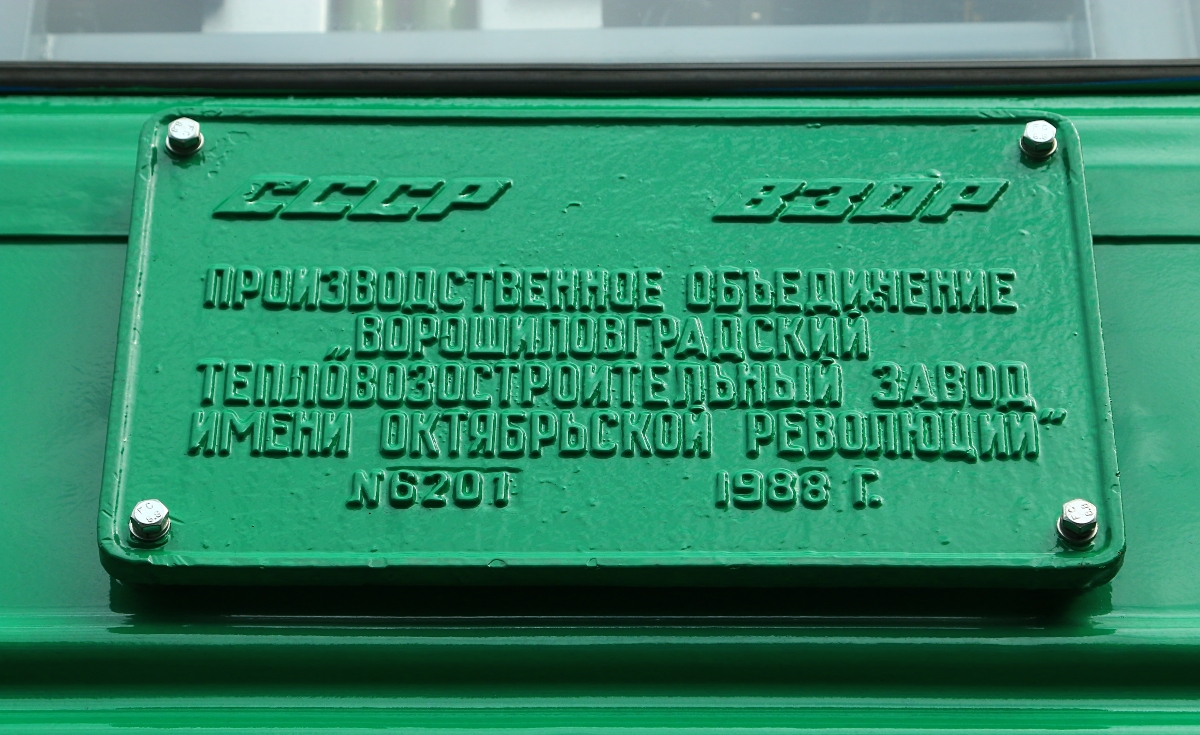 СССР ВЗОР
ПРОИЗВОДСТВЕННОЕ ОБЪЕДИНЕНИЕ
„ВОРОШИЛОВГРАДСКИЙ
ТЕПЛОВОЗОСТРОИТЕЛЬНЫЙ ЗАВОД
ИМЕНИ ОКТЯБРЬСКОЙ РЕВОЛЮЦИИ“
№6201 1988 Г.